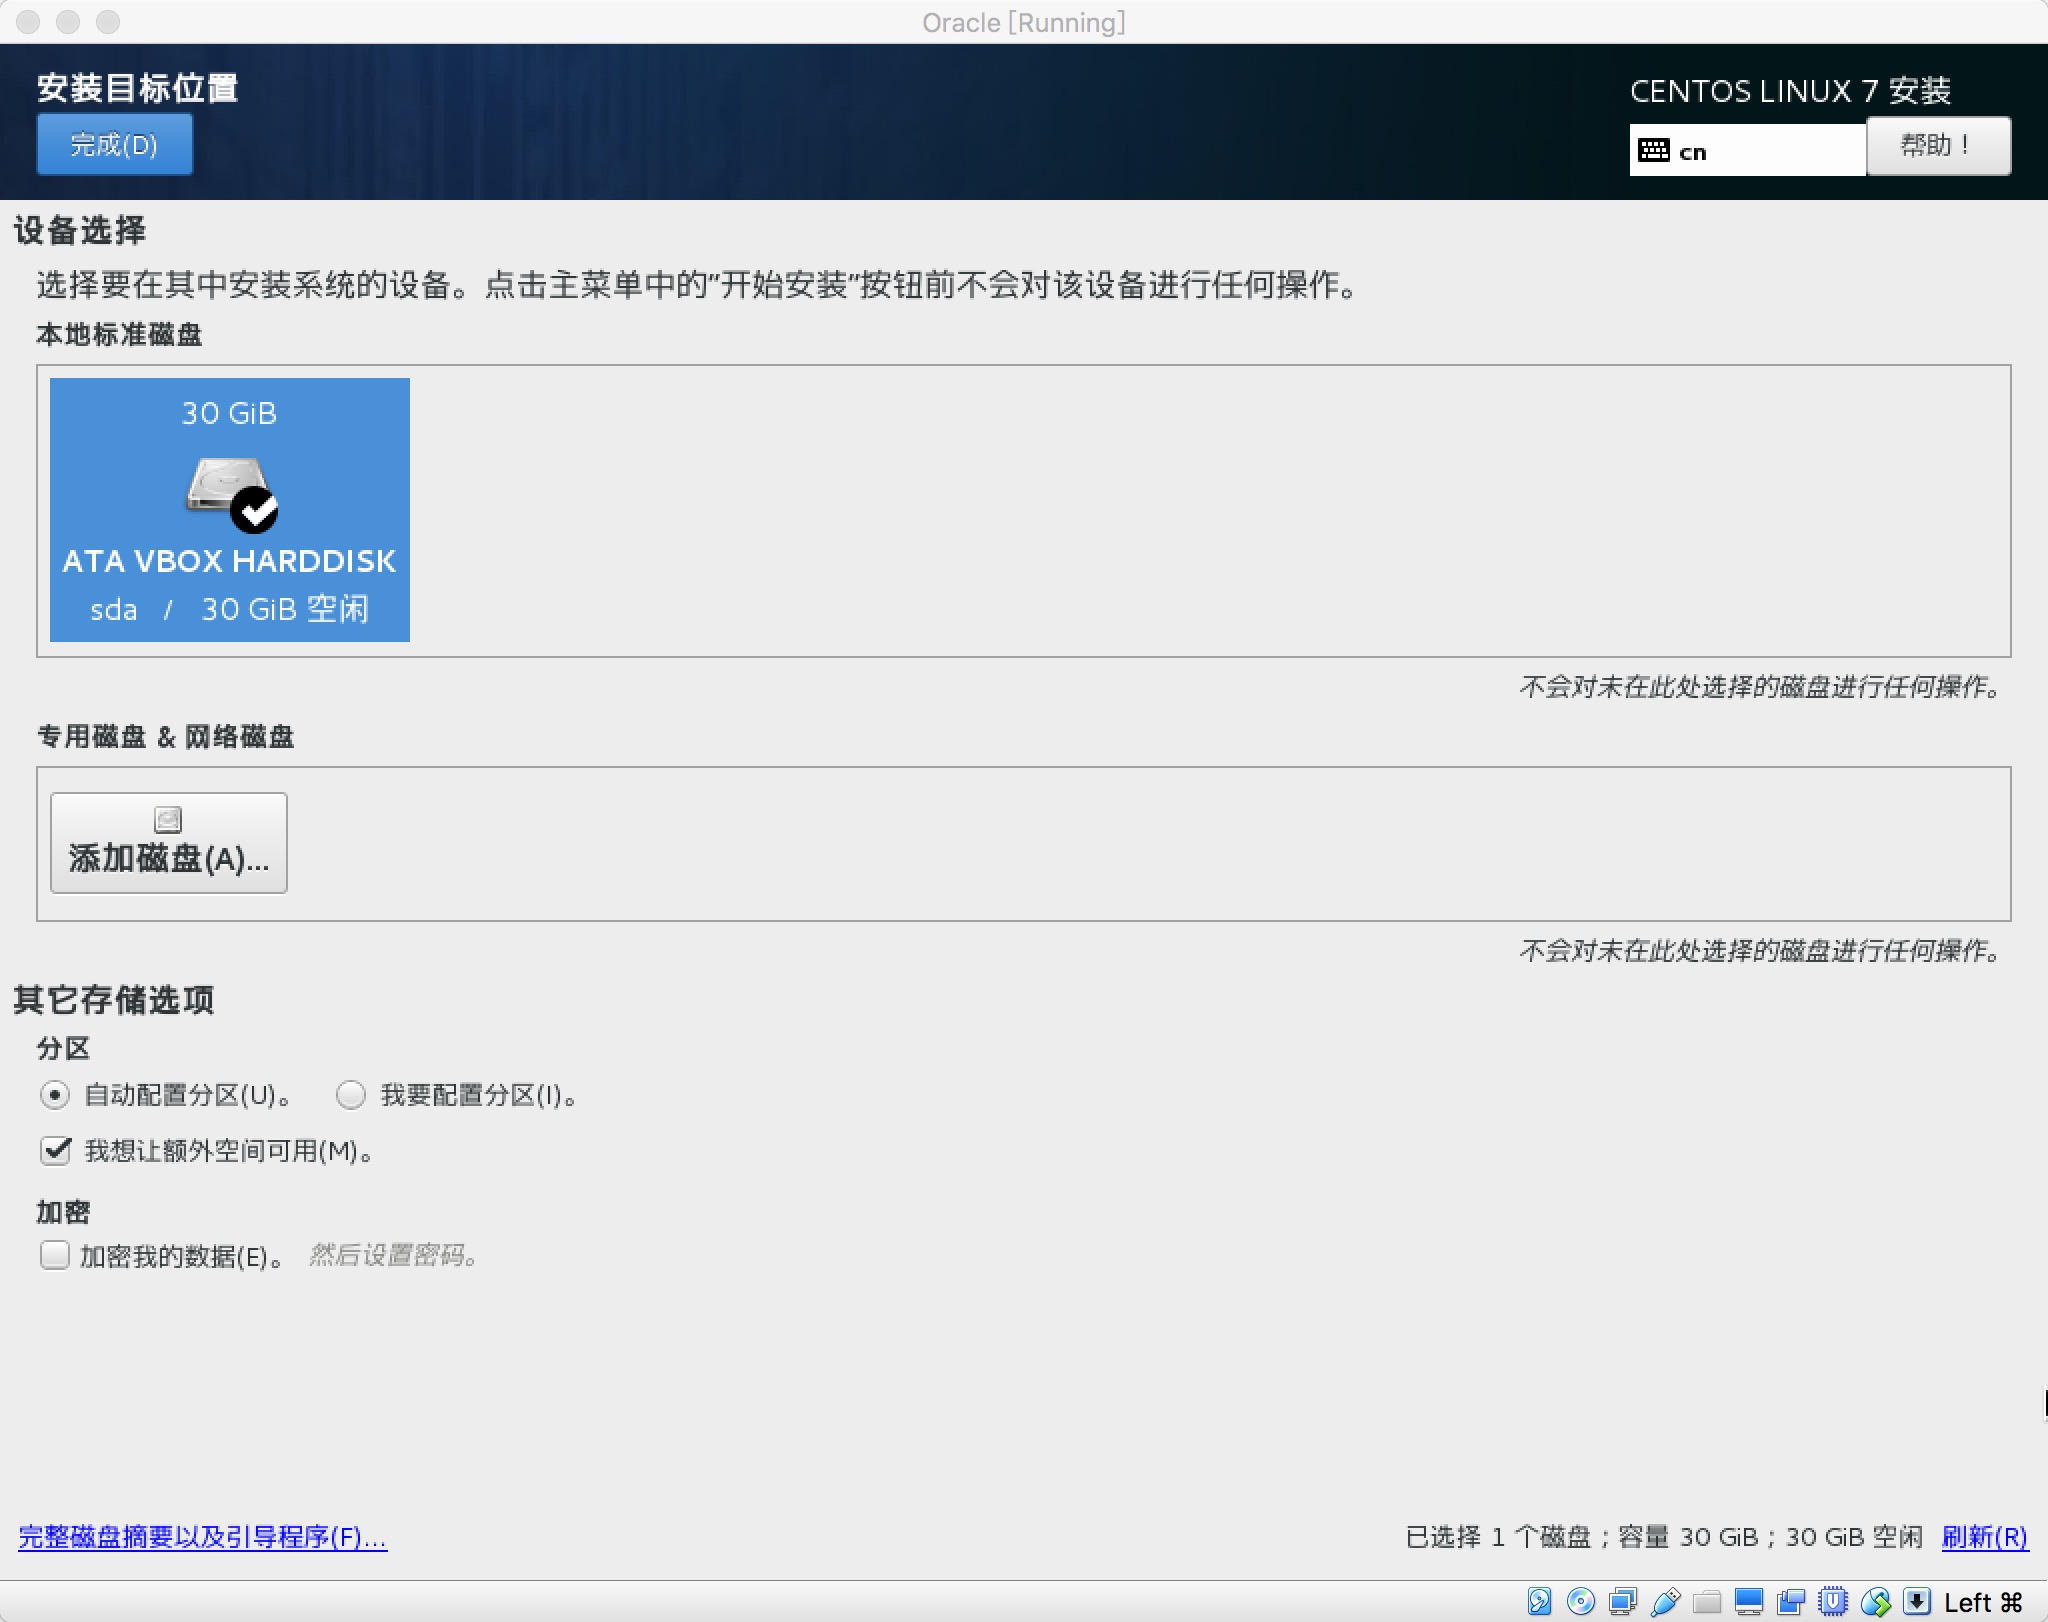 Oracle [Running]
安装目标位置
完成(D)
CENTOS LINUX 7 安装
cn
帮助！
设备选择
选择要在其中安装系统的设备。点击主菜单中的"开始安装"按钮前不会对该设备进行任何操作。
本地标准磁盘
30 GiB
ATA VBOX HARDDISK
sda / 30 GiB 空闲
不会对未在此处选择的磁盘进行任何操作。
专用磁盘 & 网络磁盘
添加磁盘(A)...
不会对未在此处选择的磁盘进行任何操作。
其它存储选项
分区
自动配置分区(U)。 我要配置分区(I)。
我想让额外空间可用(M)。
加密
加密我的数据(E)。 然后设置密码。
完整磁盘摘要以及引导程序(F)...
已选择 1 个磁盘；容量 30 GiB；30 GiB 空闲 刷新(R)
Left ⌘